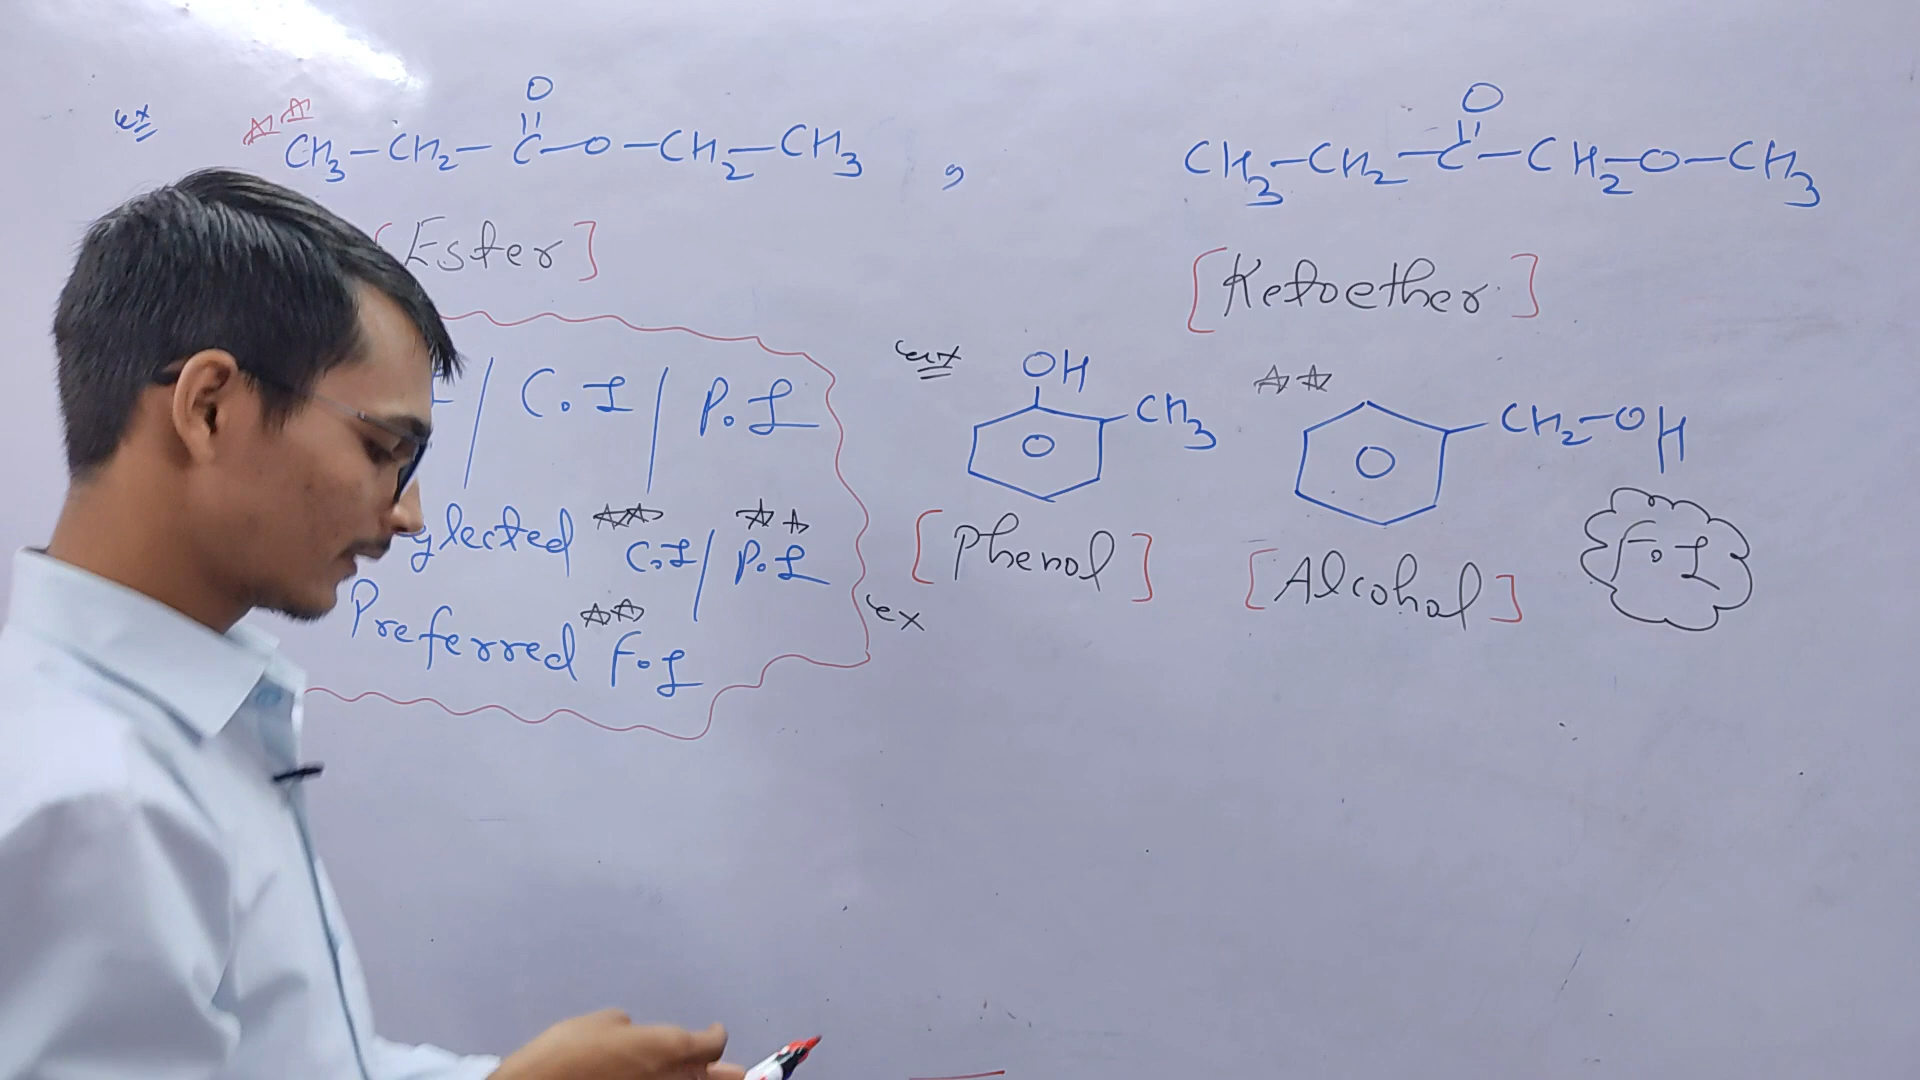 ex
O
||
CH3-CH2-C-O-CH2-CH3 ,
[Ester]
O
||
CH3-CH2-C-CH2-O-CH3
[Ketoether]
/ C.I / P.I
glected C.I/P.I
Preferred F.I
ex
OH
CH3
[Phenol]
CH2-OH
[Alcohol]
F.I
ex